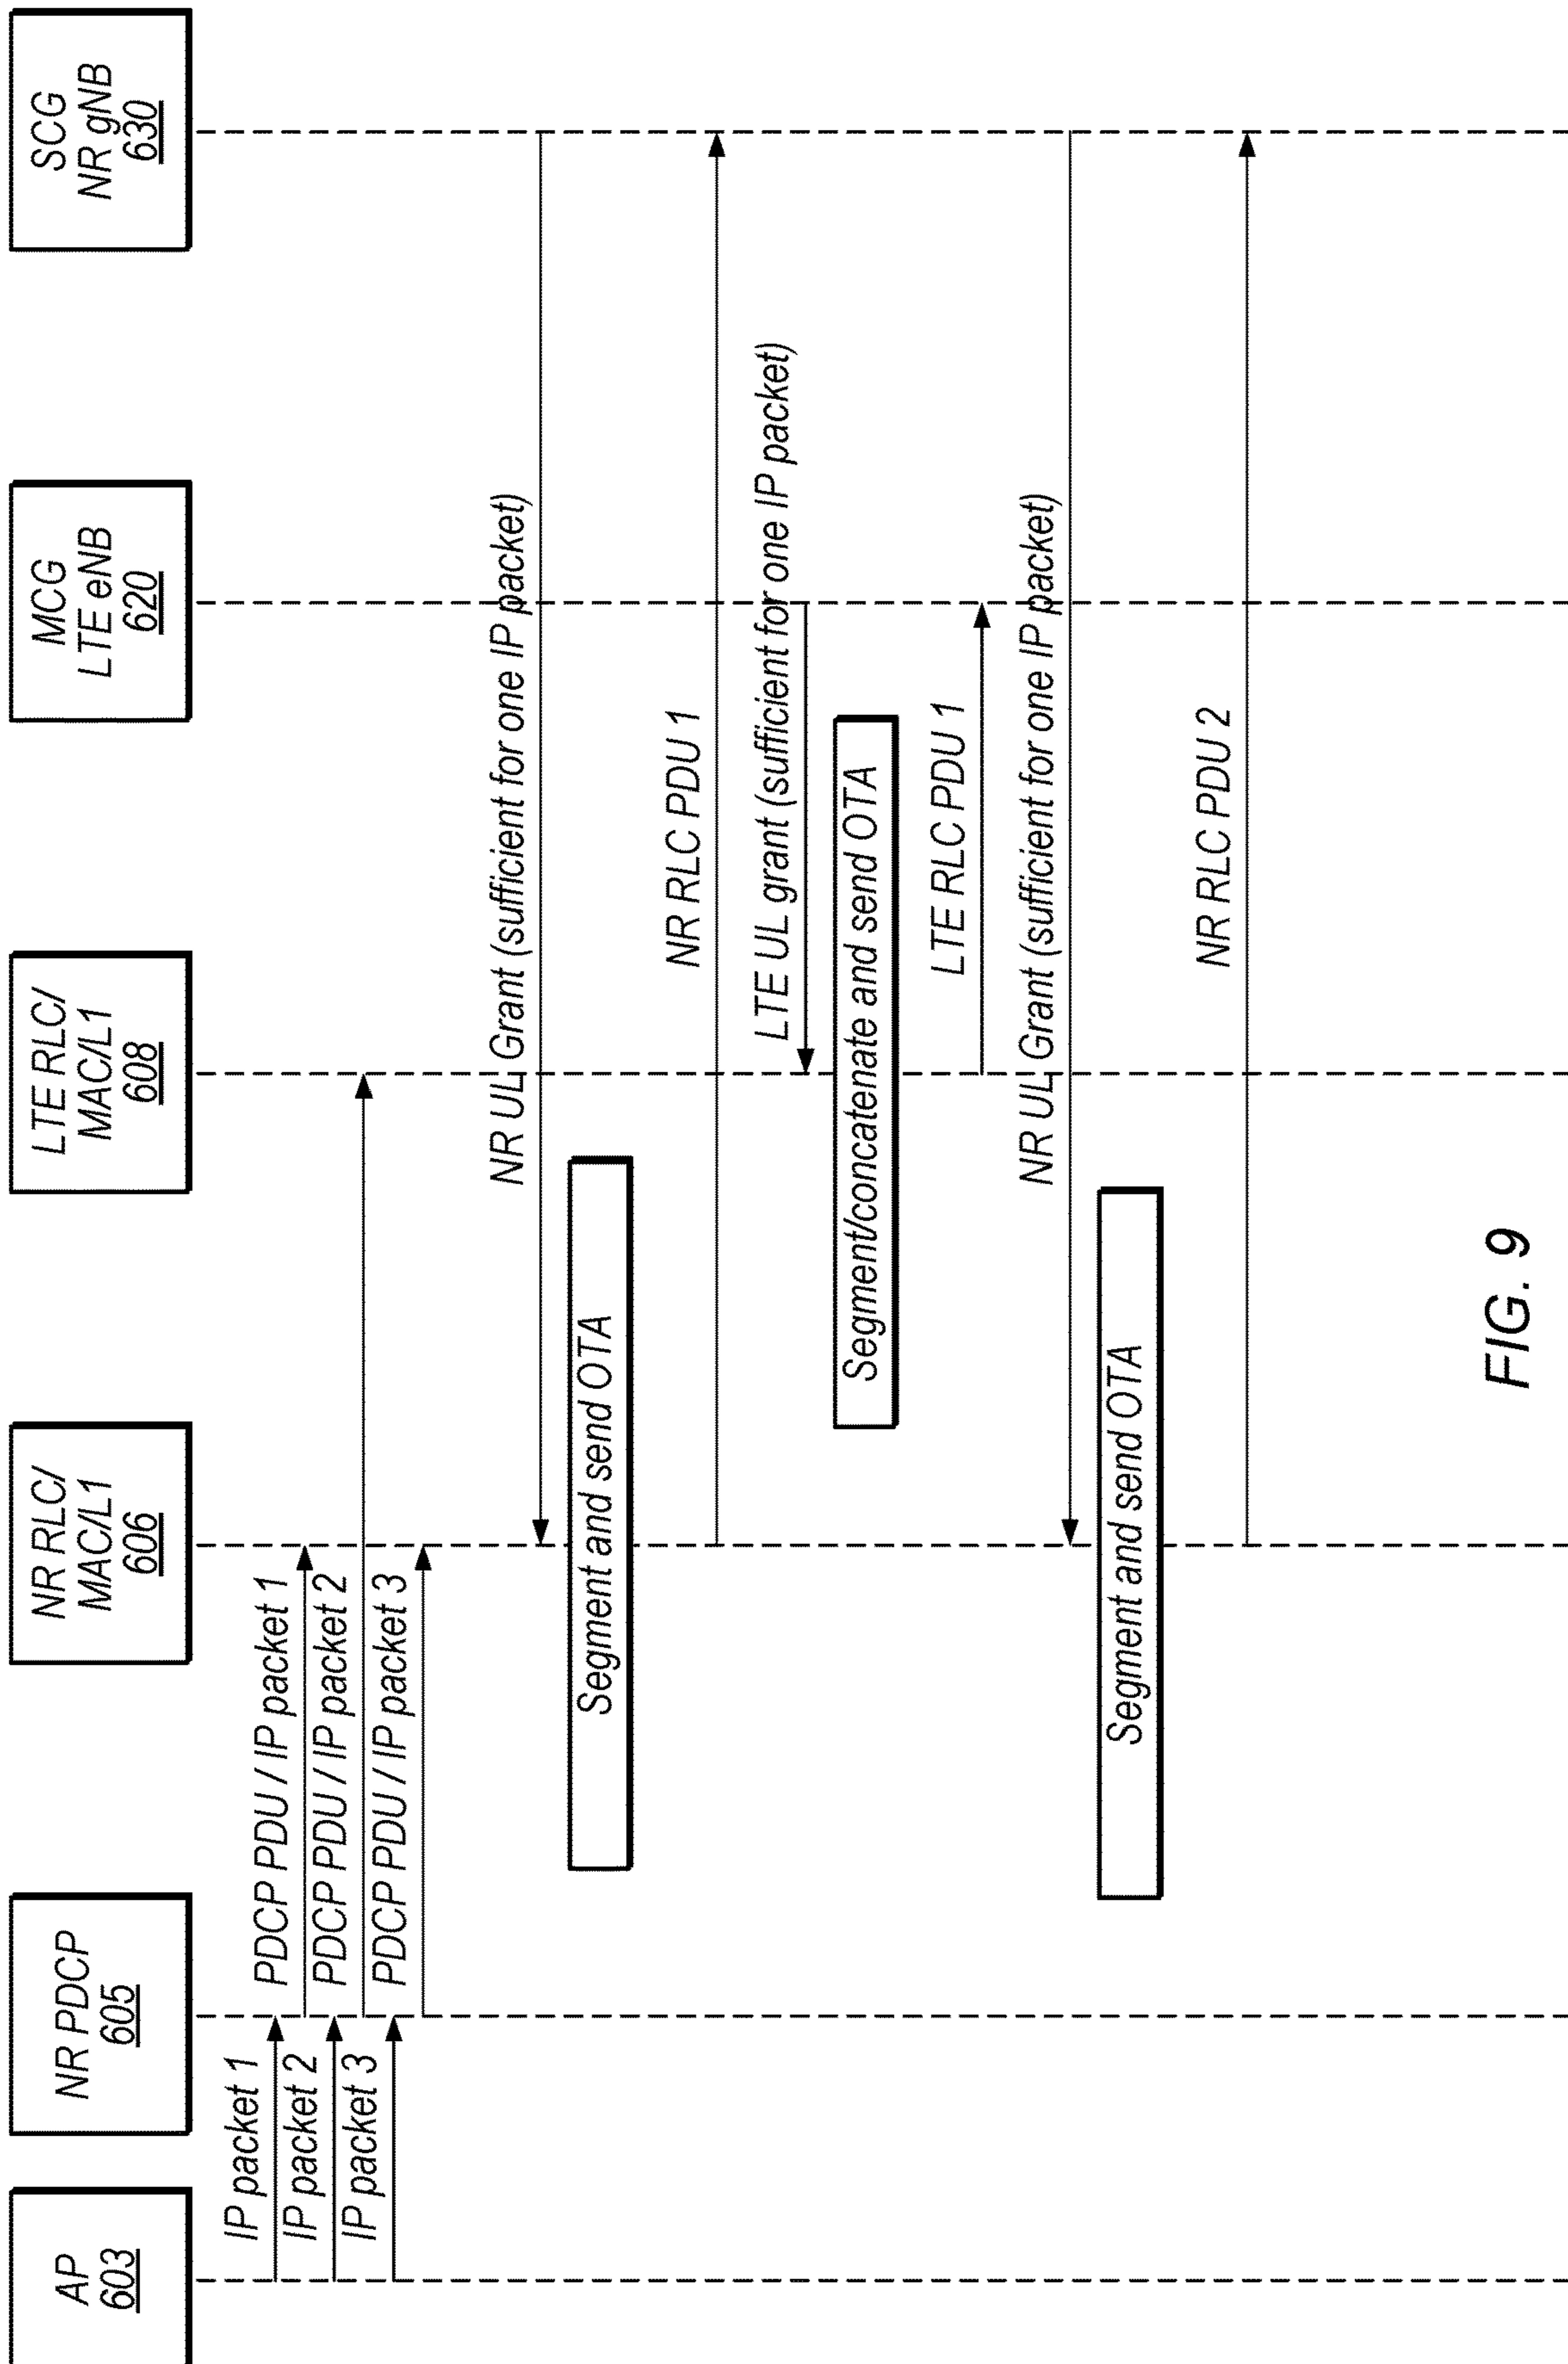 AP
603
NR PDCP
605
NR RLC/
MAC/L1
606
LTE RLC/
MAC/L1
608
MCG
LTE eNB
620
SCG
NR gNB
630
IP packet 1
PDCP PDU / IP packet 1
IP packet 2
PDCP PDU / IP packet 2
IP packet 3
PDCP PDU / IP packet 3
NR UL Grant (sufficient for one IP packet)
Segment and send OTA
NR RLC PDU 1
LTE UL grant (sufficient for one IP packet)
Segment/concatenate and send OTA
LTE RLC PDU 1
NR UL Grant (sufficient for one IP packet)
Segment and send OTA
NR RLC PDU 2
FIG. 9